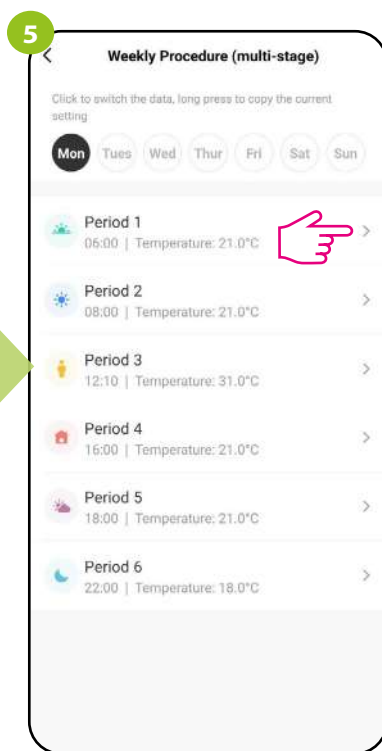 5
Weekly Procedure (multi-stage)
Click to switch the data, long press to copy the current
setting
Mon Tues Wed Thur Fri Sat Sun
Period 1
06:00 | Temperature: 21.0°C
Period 2
08:00 | Temperature: 21.0°C
Period 3
12:10 | Temperature: 31.0°C
Period 4
16:00 | Temperature: 21.0°C
Period 5
18:00 | Temperature: 21.0°C
Period 6
22:00 | Temperature: 18.0°C